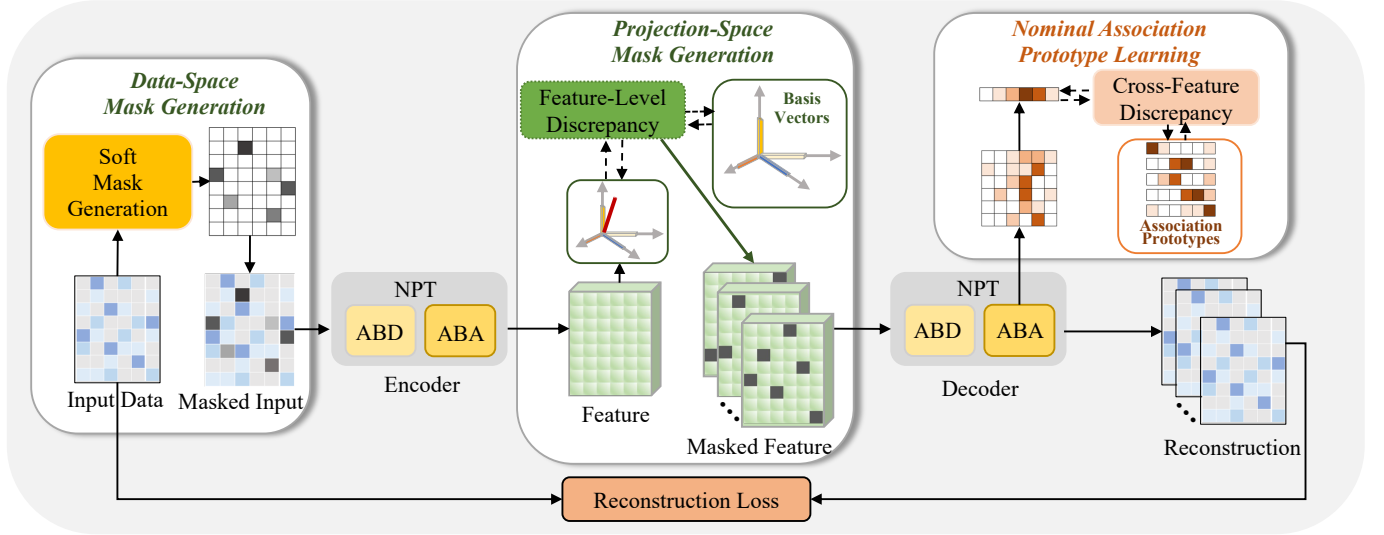 Data-Space
Mask Generation
Soft
Mask
Generation
Input Data
Masked Input
NPT
ABD
ABA
Encoder
Projection-Space
Mask Generation
Feature-Level
Discrepancy
Basis
Vectors
Feature
Masked Feature
NPT
ABD
ABA
Decoder
Nominal Association
Prototype Learning
Cross-Feature
Discrepancy
Association
Prototypes
Reconstruction
Reconstruction Loss